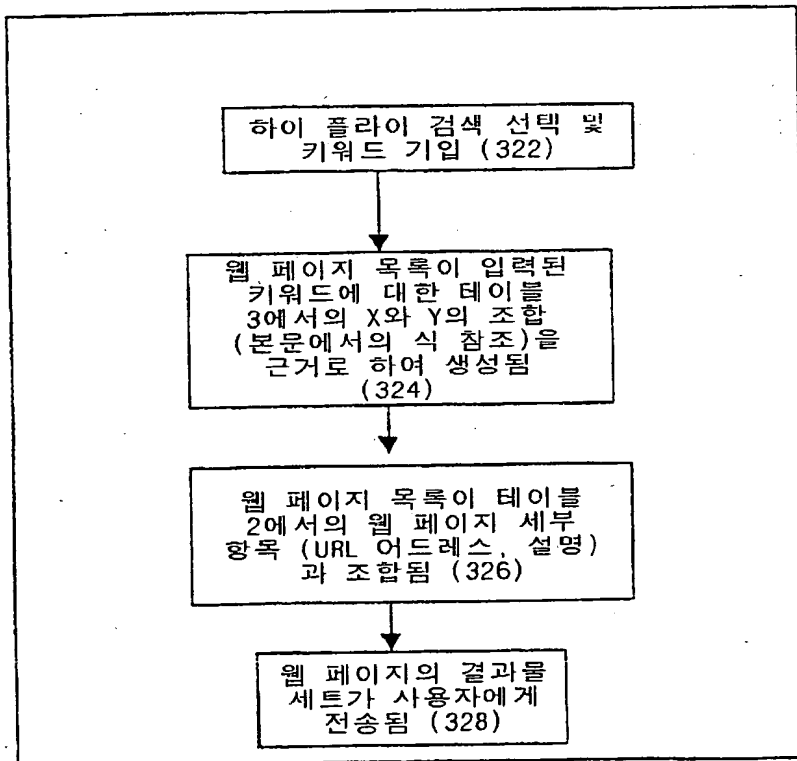 하이 플라이 검색 선택 및
키워드 기입 (322)
웹 페이지 목록이 입력된
키워드에 대한 테이블
3에서의 X와 Y의 조합
(본문에서의 식 참조)을
근거로 하여 생성됨
(324)
웹 페이지 목록이 테이블
2에서의 웹 페이지 세부
항목 (URL 어드레스, 설명)
과 조합됨 (326)
웹 페이지의 결과물
세트가 사용자에게
전송됨 (328)